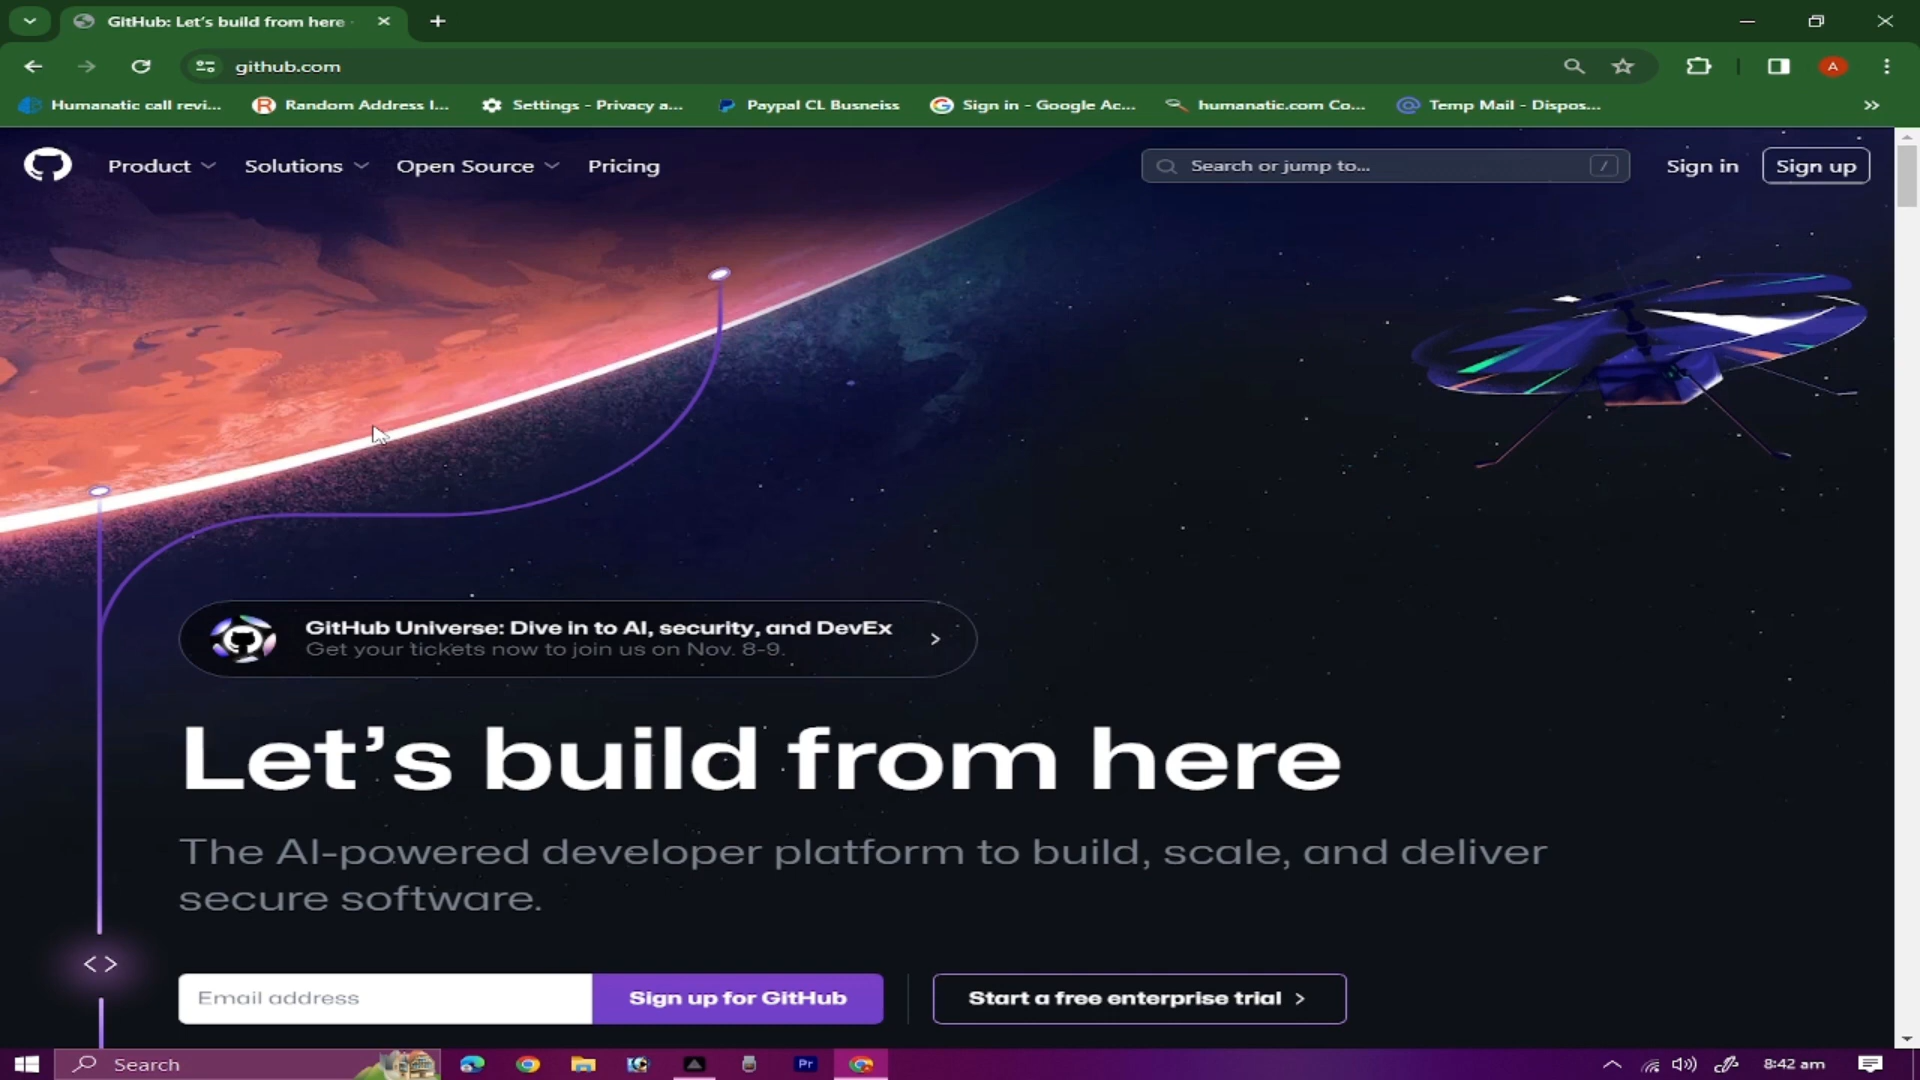 GitHub: Let's build from here ·
github.com
Humanatic call revi...
Random Address I...
Settings - Privacy a...
Paypal CL Busneiss
Sign in - Google Ac...
humanatic.com Co...
Temp Mail - Dispos...
Product
Solutions
Open Source
Pricing
Search or jump to...
/
Sign in
Sign up
GitHub Universe: Dive in to AI, security, and DevEx
Get your tickets now to join us on Nov. 8-9.
Let's build from here
The AI-powered developer platform to build, scale, and deliver
secure software.
Email address
Sign up for GitHub
Start a free enterprise trial
Search
Pr
8:42 am
A